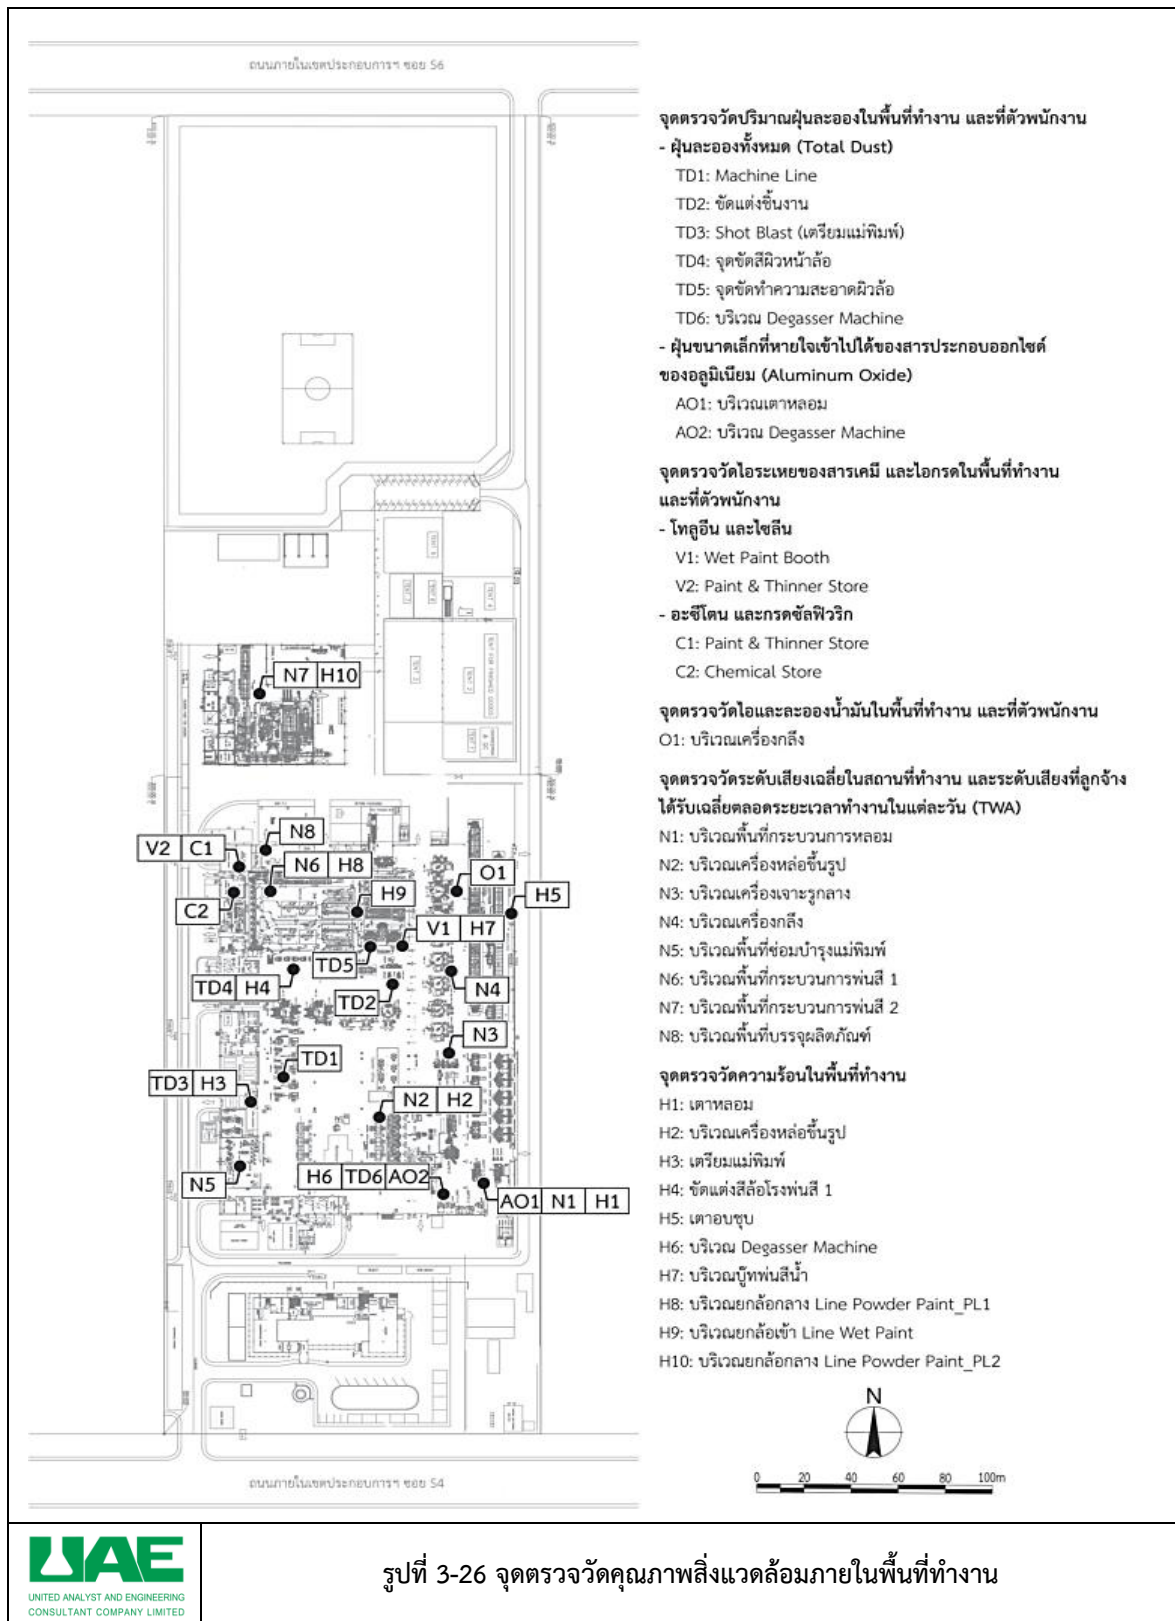 ถนนภายในเขตประกอบการฯ ซอย S6
จุดตรวจวัดปริมาณฝุ่นละอองในพื้นที่ทำงาน และที่ตัวพนักงาน
- ฝุ่นละอองทั้งหมด (Total Dust)
TD1: Machine Line
TD2: ขัดแต่งชิ้นงาน
TD3: Shot Blast (เตรียมแม่พิมพ์)
TD4: จุดขัดสีผิวหน้าล้อ
TD5: จุดขัดทำความสะอาดผิวล้อ
TD6: บริเวณ Degasser Machine
- ฝุ่นขนาดเล็กที่หายใจเข้าไปได้ของสารประกอบออกไซด์
ของอลูมิเนียม (Aluminum Oxide)
AO1: บริเวณเตาหลอม
AO2: บริเวณ Degasser Machine
จุดตรวจวัดไอระเหยของสารเคมี และไอกรดในพื้นที่ทำงาน
และที่ตัวพนักงาน
- โทลูอีน และไซลีน
V1: Wet Paint Booth
V2: Paint & Thinner Store
- อะซีโตน และกรดซัลฟิวริก
C1: Paint & Thinner Store
C2: Chemical Store
จุดตรวจวัดไอและละอองน้ำมันในพื้นที่ทำงาน และที่ตัวพนักงาน
O1: บริเวณเครื่องกลึง
จุดตรวจวัดระดับเสียงเฉลี่ยในสถานที่ทำงาน และระดับเสียงที่ลูกจ้าง
ได้รับเฉลี่ยตลอดระยะเวลาทำงานในแต่ละวัน (TWA)
N1: บริเวณพื้นที่กระบวนการหลอม
N2: บริเวณเครื่องหล่อขึ้นรูป
N3: บริเวณเครื่องเจาะรูกลาง
N4: บริเวณเครื่องกลึง
N5: บริเวณพื้นที่ซ่อมบำรุงแม่พิมพ์
N6: บริเวณพื้นที่กระบวนการพ่นสี 1
N7: บริเวณพื้นที่กระบวนการพ่นสี 2
N8: บริเวณพื้นที่บรรจุผลิตภัณฑ์
จุดตรวจวัดความร้อนในพื้นที่ทำงาน
H1: เตาหลอม
H2: บริเวณเครื่องหล่อขึ้นรูป
H3: เตรียมแม่พิมพ์
H4: ขัดแต่งสีล้อโรงพ่นสี 1
H5: เตาอบชุบ
H6: บริเวณ Degasser Machine
H7: บริเวณบู๊ทพ่นสีน้ำ
H8: บริเวณยกล้อกลาง Line Powder Paint_PL1
H9: บริเวณยกล้อเข้า Line Wet Paint
H10: บริเวณยกล้อกลาง Line Powder Paint_PL2
N7 H10
N8
V2 C1
N6 H8
O1
C2
H9
H5
V1 H7
TD5
TD4 H4
N4
TD2
N3
TD1
TD3 H3
N2 H2
N5
H6 TD6 AO2
AO1 N1 H1
N
0 20 40 60 80 100m
ถนนภายในเขตประกอบการฯ ซอย S4
UAE
UNITED ANALYST AND ENGINEERING
CONSULTANT COMPANY LIMITED
รูปที่ 3-26 จุดตรวจวัดคุณภาพสิ่งแวดล้อมภายในพื้นที่ทำงาน